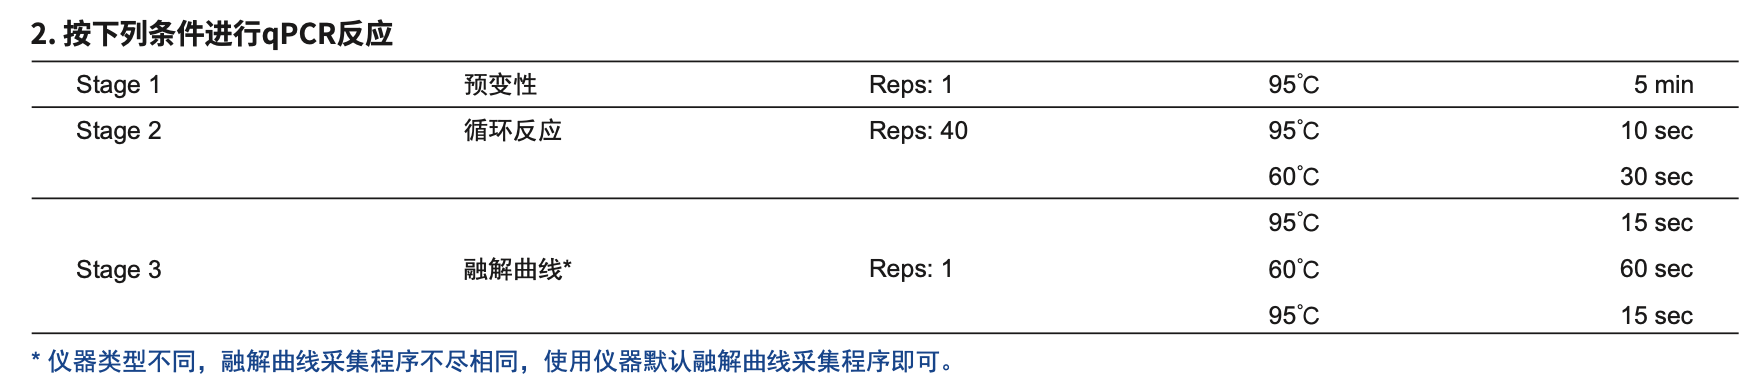 2. 按下列条件进行qPCR反应
Stage 1 预变性 Reps: 1 95°C 5 min
Stage 2 循环反应 Reps: 40 95°C 10 sec
60°C 30 sec
95°C 15 sec
Stage 3 融解曲线* Reps: 1 60°C 60 sec
95°C 15 sec
* 仪器类型不同，融解曲线采集程序不尽相同，使用仪器默认融解曲线采集程序即可。